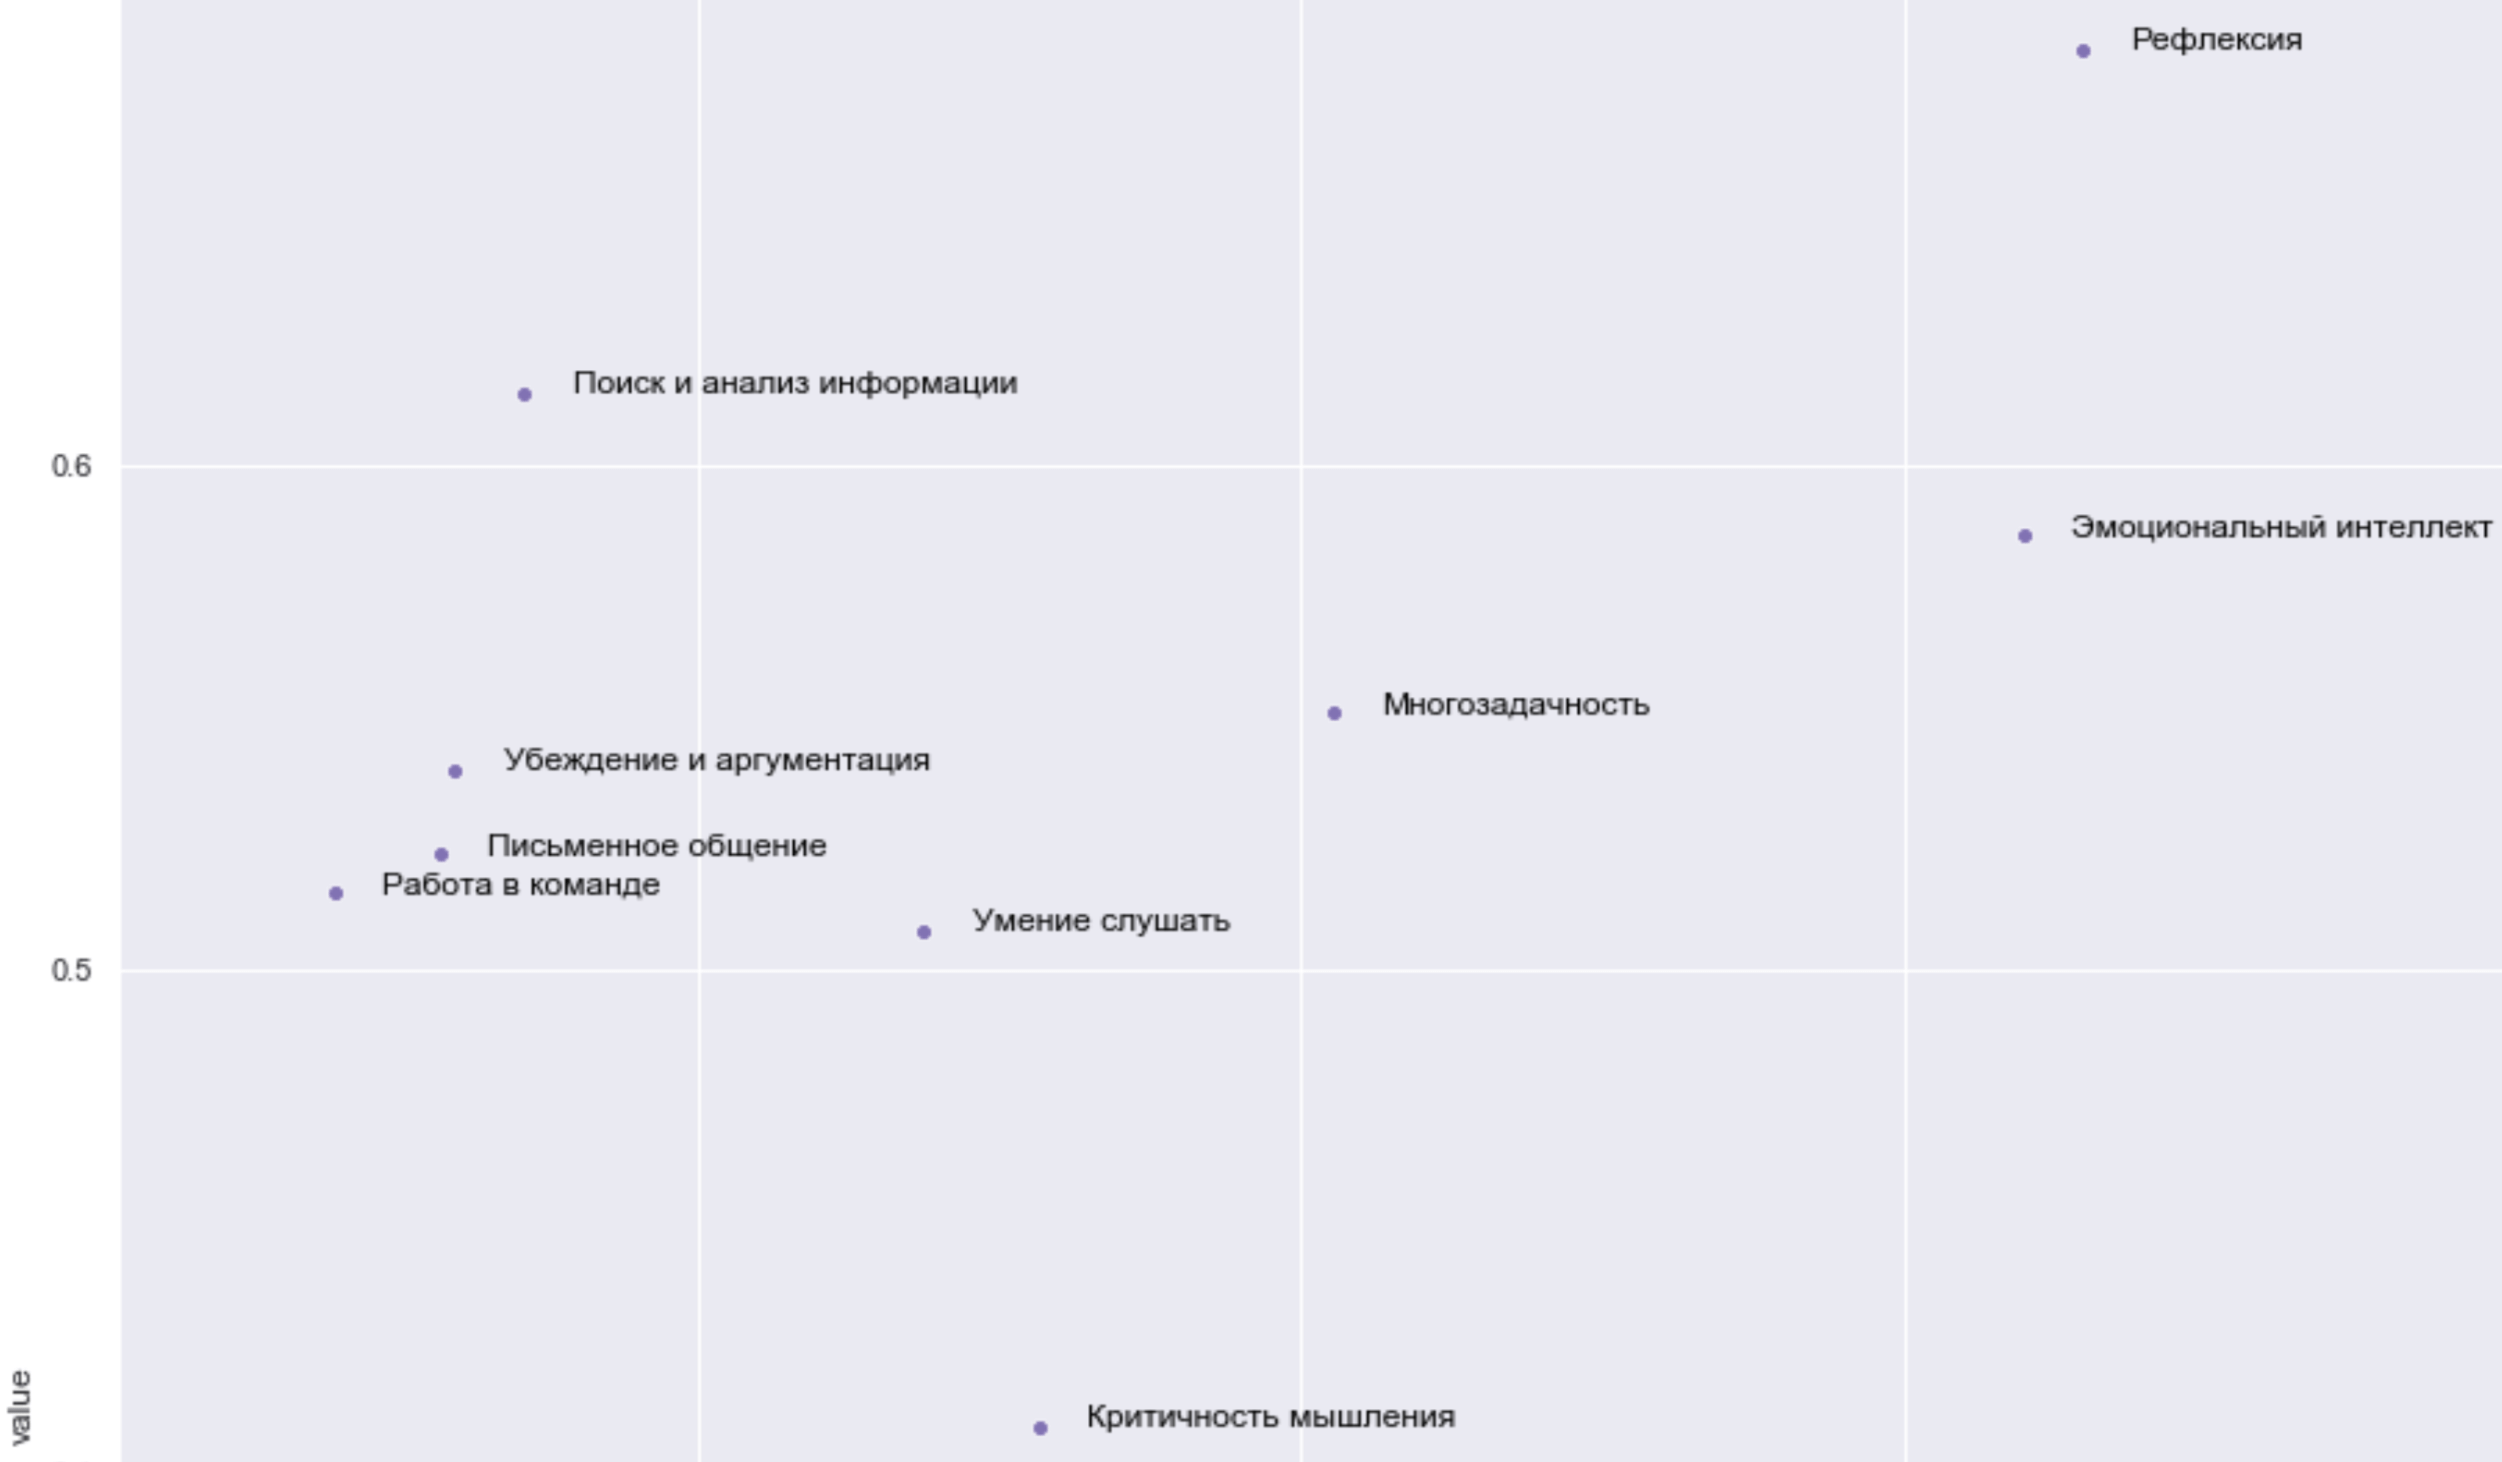 Рефлексия
Поиск и анализ информации
0.6
Эмоциональный интеллект
Многозадачность
Убеждение и аргументация
Письменное общение
Работа в команде
Умение слушать
0.5
value
Критичность мышления